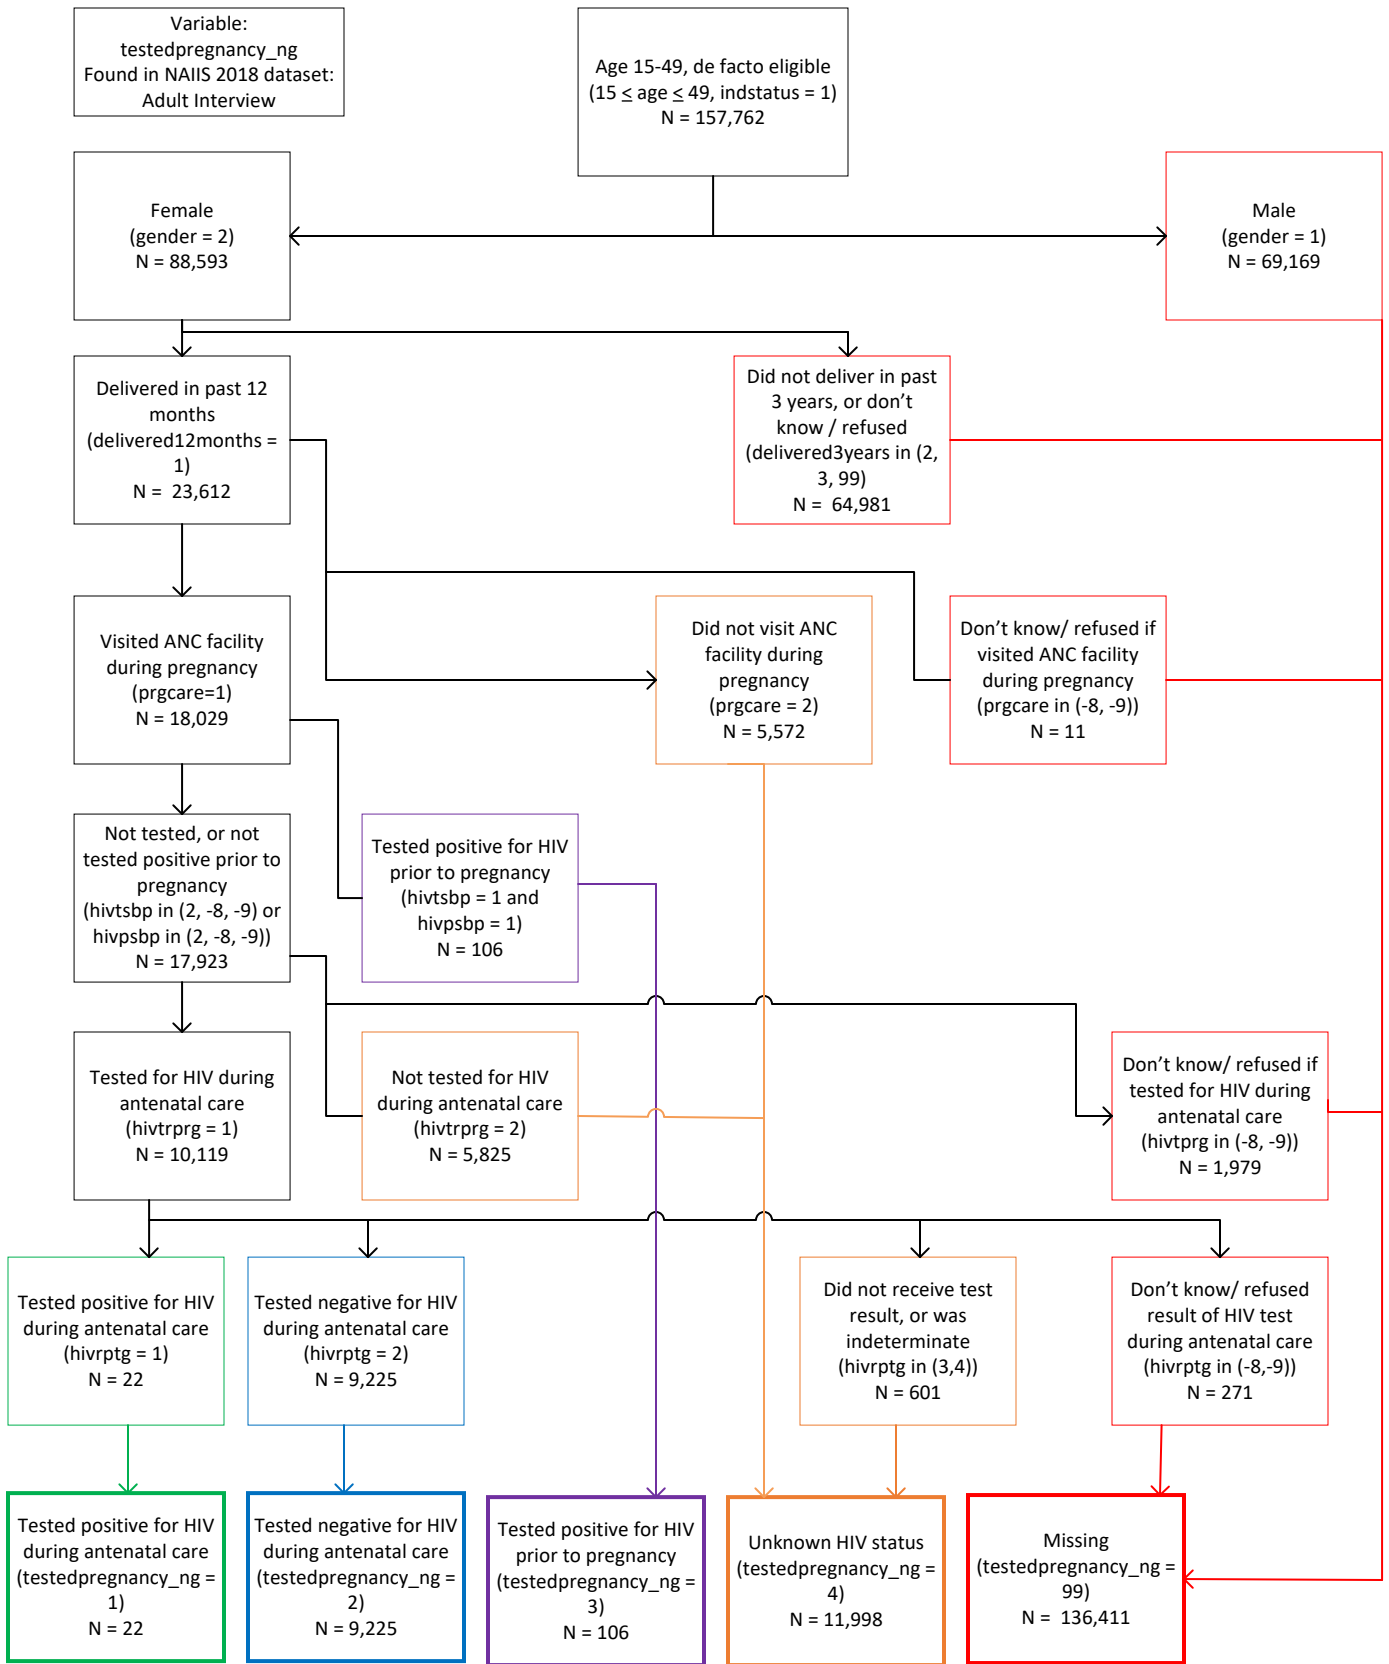 Variable:
testedpregnancy_ng
Found in NAIIS 2018 dataset:
Adult Interview
Age 15-49, de facto eligible
(15 ≤ age ≤ 49, indstatus = 1)
N = 157,762
Female
(gender = 2)
N = 88,593
Male
(gender = 1)
N = 69,169
Delivered in past 12
months
(delivered12months =
1)
N =  23,612
Did not deliver in past
3 years, or don’t
know / refused
(delivered3years in (2,
3, 99)
N =  64,981
Visited ANC facility
during pregnancy
(prgcare=1)
N = 18,029
Did not visit ANC
facility during
pregnancy
(prgcare = 2)
N = 5,572
Don’t know/ refused if
visited ANC facility
during pregnancy
(prgcare in (-8, -9))
N = 11
Not tested, or not
tested positive prior to
pregnancy
(hivtsbp in (2, -8, -9) or
hivpsbp in (2, -8, -9))
N = 17,923
Tested positive for HIV
prior to pregnancy
(hivtsbp = 1 and
hivpsbp = 1)
N = 106
Tested for HIV during
antenatal care
(hivtrprg = 1)
N = 10,119
Not tested for HIV
during antenatal care
(hivtrprg = 2)
N = 5,825
Don’t know/ refused if
tested for HIV during
antenatal care
(hivtprg in (-8, -9))
N = 1,979
Tested positive for HIV
during antenatal care
(hivrptg = 1)
N = 22
Tested negative for HIV
during antenatal care
(hivrptg = 2)
N = 9,225
Did not receive test
result, or was
indeterminate
(hivrptg in (3,4))
N = 601
Don’t know/ refused
result of HIV test
during antenatal care
(hivrptg in (-8,-9))
N = 271
Tested positive for HIV
during antenatal care
(testedpregnancy_ng =
1)
N = 22
Tested negative for HIV
during antenatal care
(testedpregnancy_ng =
2)
N = 9,225
Tested positive for HIV
prior to pregnancy
(testedpregnancy_ng =
3)
N = 106
Unknown HIV status
(testedpregnancy_ng =
4)
N = 11,998
Missing
(testedpregnancy_ng =
99)
N =  136,411